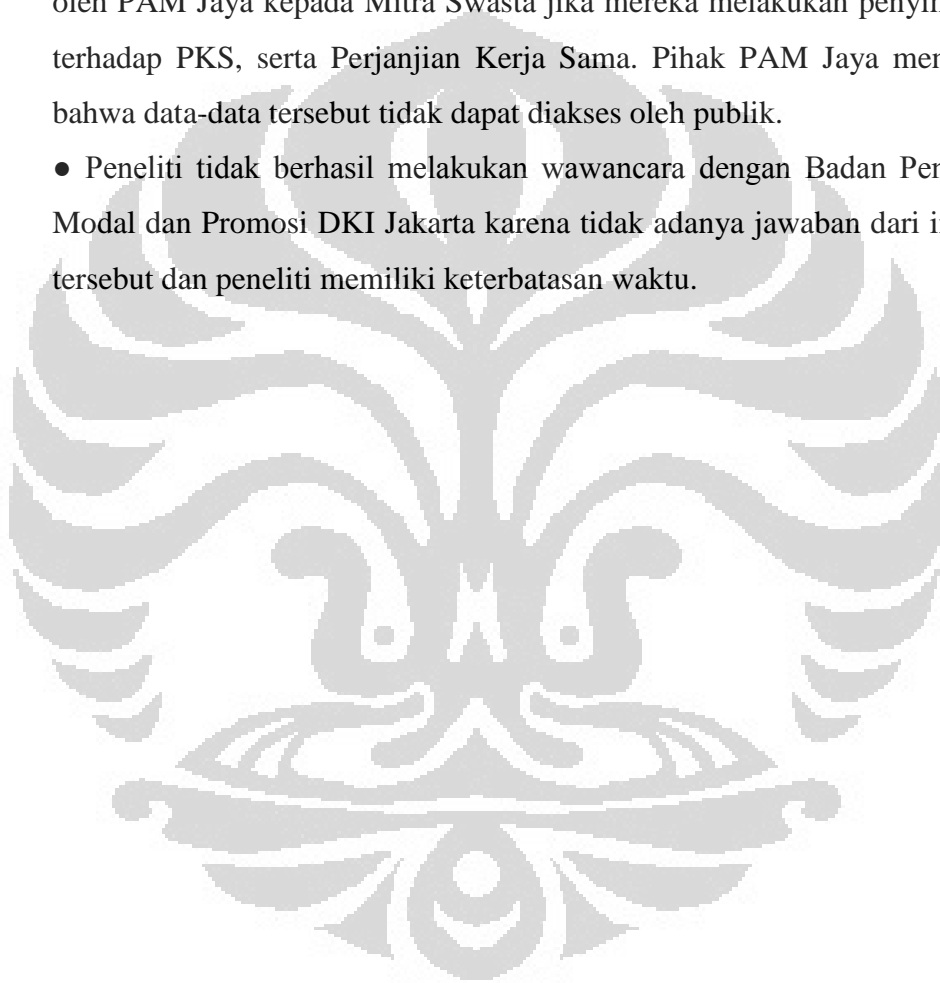 oleh PAM Jaya kepada Mitra Swasta jika mereka melakukan
terhadap PKS, serta Perjanjian Kerja Sama. Pihak PAM Jaya
bahwa data-data tersebut tidak dapat diakses oleh publik.
● Peneliti tidak berhasil melakukan wawancara dengan Badan
Modal dan Promosi DKI Jakarta karena tidak adanya jawaban dari
tersebut dan peneliti memiliki keterbatasan waktu.